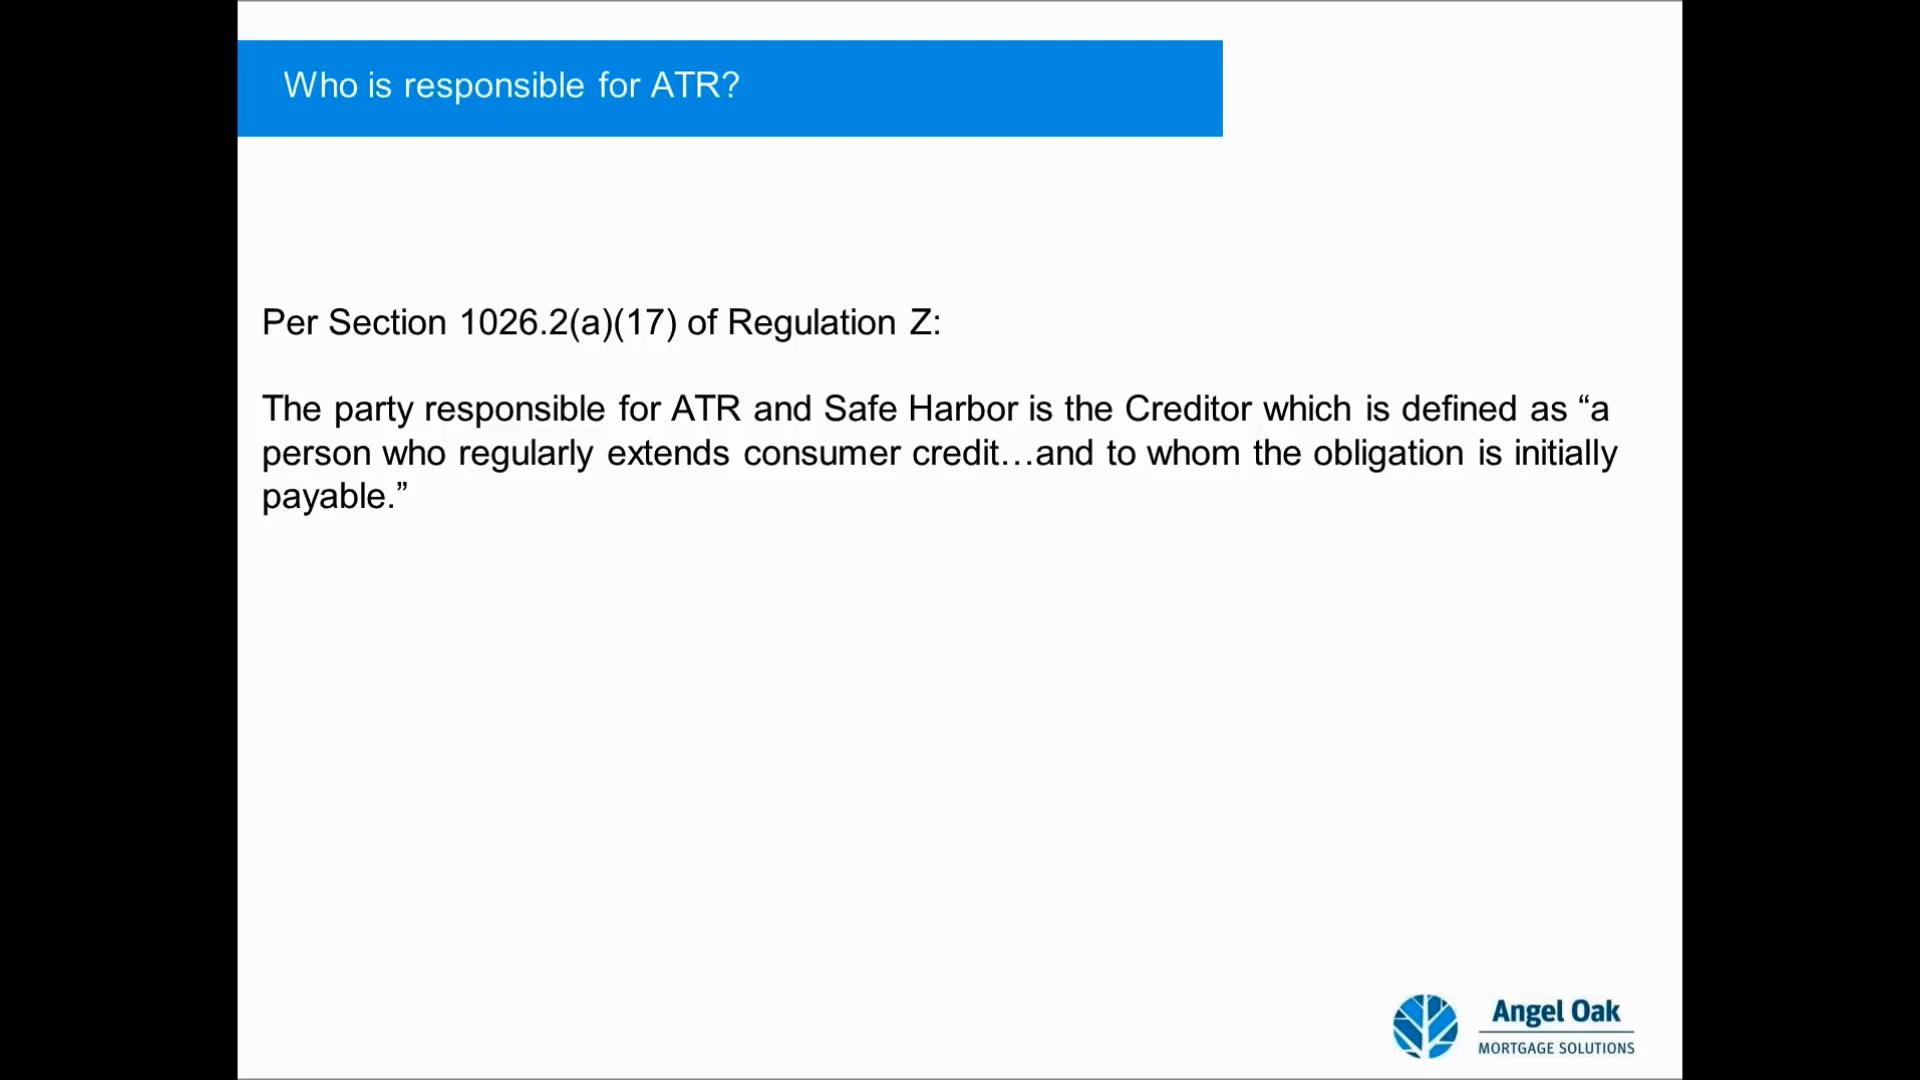 Who is responsible for ATR?
Per Section 1026.2(a)(17) of Regulation Z:
The party responsible for ATR and Safe Harbor is the Creditor which is defined as “a
person who regularly extends consumer credit…and to whom the obligation is initially
payable.”
Angel Oak
MORTGAGE SOLUTIONS